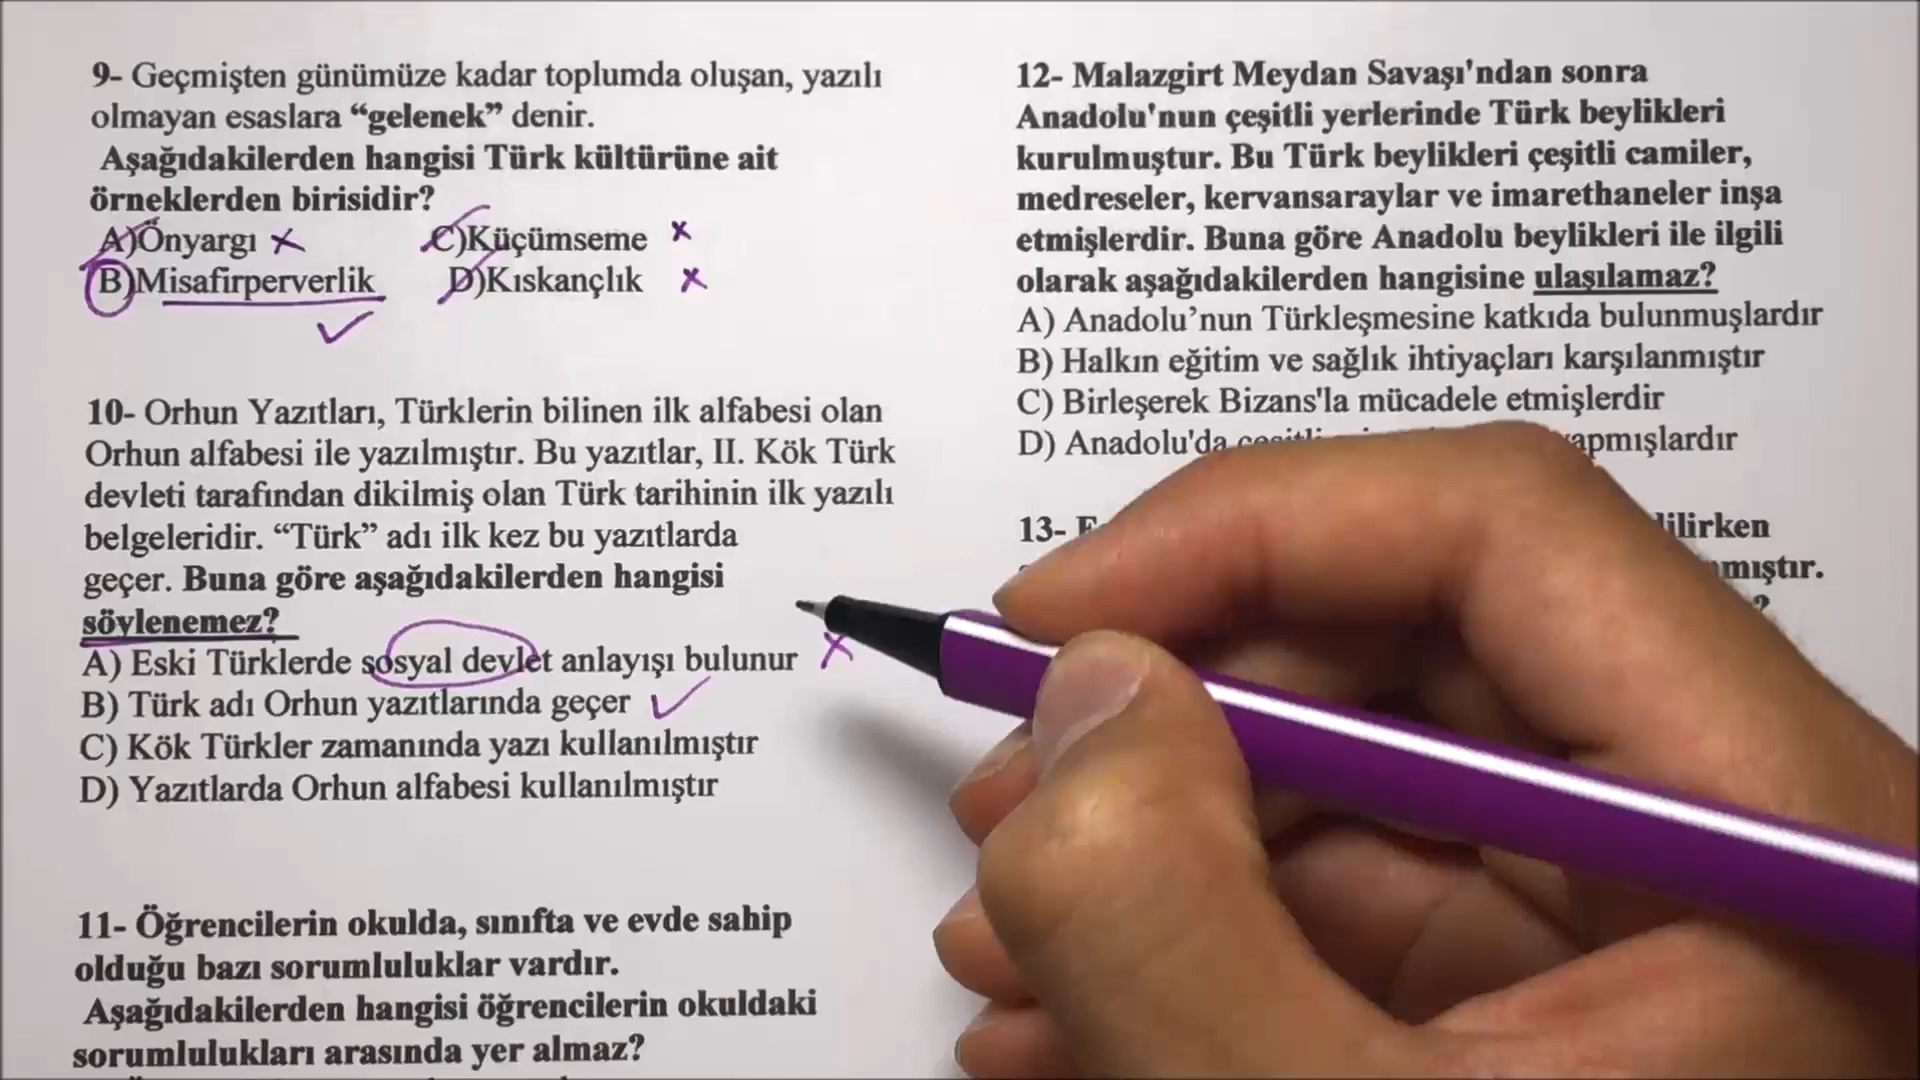 9- Geçmişten günümüze kadar toplumda oluşan, yazılı
olmayan esaslara “gelenek” denir.
Aşağıdakilerden hangisi Türk kültürüne ait
örneklerden birisidir?
A)Önyargı C)Küçümseme
B)Misafirperverlik D)Kıskançlık
10- Orhun Yazıtları, Türklerin bilinen ilk alfabesi olan
Orhun alfabesi ile yazılmıştır. Bu yazıtlar, II. Kök Türk
devleti tarafından dikilmiş olan Türk tarihinin ilk yazılı
belgeleridir. “Türk” adı ilk kez bu yazıtlarda
geçer. Buna göre aşağıdakilerden hangisi
söylenemez?
A) Eski Türklerde sosyal devlet anlayışı bulunur
B) Türk adı Orhun yazıtlarında geçer
C) Kök Türkler zamanında yazı kullanılmıştır
D) Yazıtlarda Orhun alfabesi kullanılmıştır
11- Öğrencilerin okulda, sınıfta ve evde sahip
olduğu bazı sorumluluklar vardır.
Aşağıdakilerden hangisi öğrencilerin okuldaki
sorumlulukları arasında yer almaz?
12- Malazgirt Meydan Savaşı'ndan sonra
Anadolu'nun çeşitli yerlerinde Türk beylikleri
kurulmuştur. Bu Türk beylikleri çeşitli camiler,
medreseler, kervansaraylar ve imarethaneler inşa
etmişlerdir. Buna göre Anadolu beylikleri ile ilgili
olarak aşağıdakilerden hangisine ulaşılamaz?
A) Anadolu’nun Türkleşmesine katkıda bulunmuşlardır
B) Halkın eğitim ve sağlık ihtiyaçları karşılanmıştır
C) Birleşerek Bizans'la mücadele etmişlerdir
D) Anadolu'da
13-